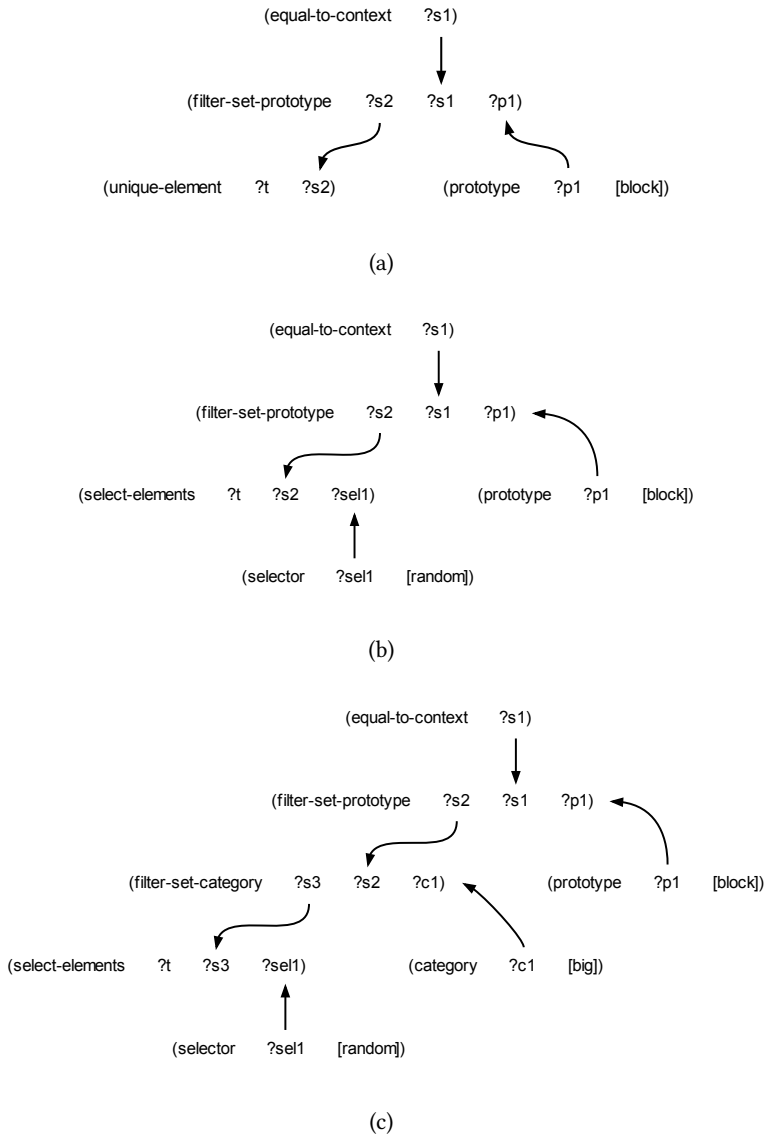 (equal-to-context ?s1)
(filter-set-prototype ?s2 ?s1 ?p1)
(unique-element ?t ?s2) (prototype ?p1 [block])
(a)
(equal-to-context ?s1)
(filter-set-prototype ?s2 ?s1 ?p1)
(select-elements ?t ?s2 ?sel1) (prototype ?p1 [block])
(selector ?sel1 [random])
(b)
(equal-to-context ?s1)
(filter-set-prototype ?s2 ?s1 ?p1)
(filter-set-category ?s3 ?s2 ?c1) (prototype ?p1 [block])
(select-elements ?t ?s3 ?sel1) (category ?c1 [big])
(selector ?sel1 [random])
(c)